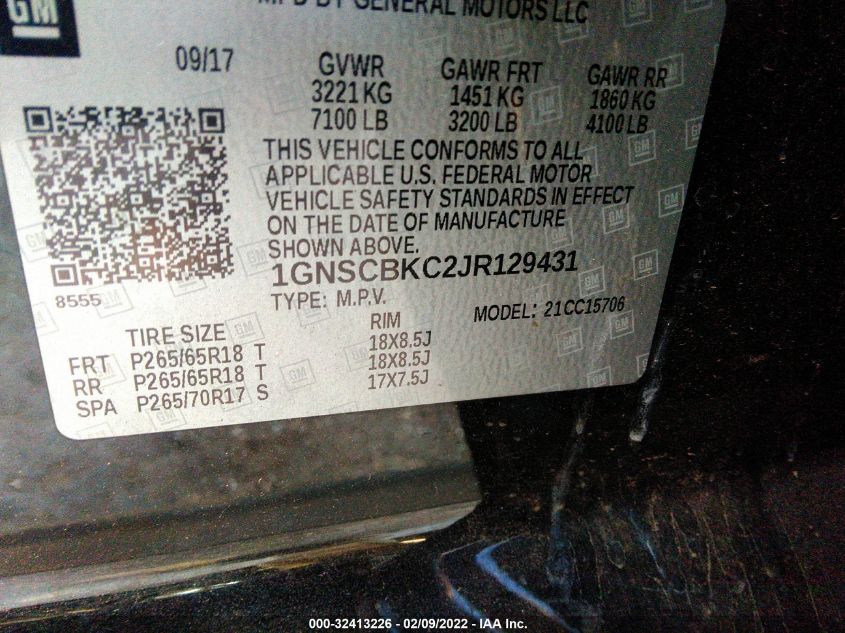 GM
MFD BY GENERAL MOTORS LLC
09/17 GVWR GAWR FRT GAWR RR
3221 KG 1451 KG 1860 KG
7100 LB 3200 LB 4100 LB
THIS VEHICLE CONFORMS TO ALL
APPLICABLE U.S. FEDERAL MOTOR
VEHICLE SAFETY STANDARDS IN EFFECT
ON THE DATE OF MANUFACTURE
SHOWN ABOVE.
1GNSCBKC2JR129431
8555 TYPE: M.P.V. MODEL: 21CC15706
TIRE SIZE RIM
FRT P265/65R18 T 18X8.5J
RR P265/65R18 T 18X8.5J
SPA P265/70R17 S 17X7.5J
000-32413226 - 02/09/2022 - IAA Inc.